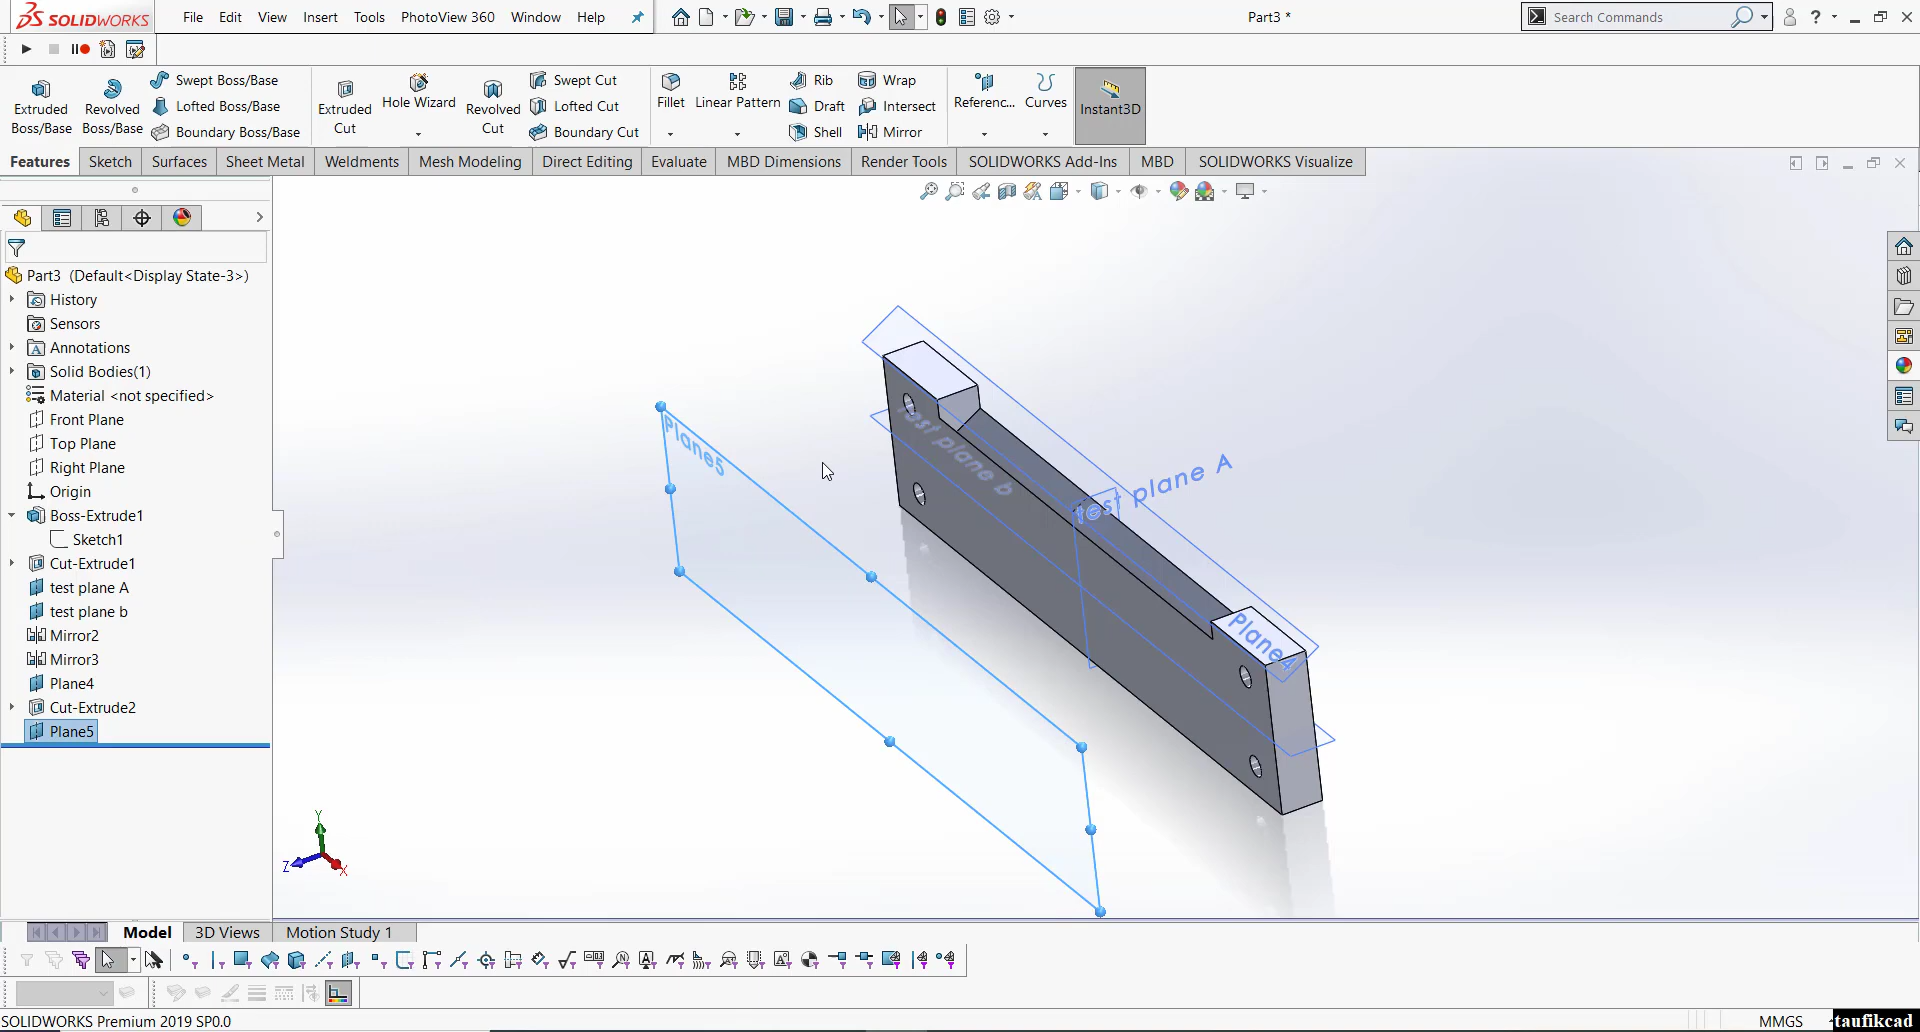 SOLIDWORKS File Edit View Insert Tools PhotoView 360 Window Help Part3 * Search Commands ?
Extruded Boss/Base
Revolved Boss/Base
Swept Boss/Base
Lofted Boss/Base
Boundary Boss/Base
Extruded Cut
Hole Wizard
Revolved Cut
Swept Cut
Lofted Cut
Boundary Cut
Fillet
Linear Pattern
Rib
Draft
Shell
Wrap
Intersect
Mirror
Referenc...
Curves
Instant3D
Features Sketch Surfaces Sheet Metal Weldments Mesh Modeling Direct Editing Evaluate MBD Dimensions Render Tools SOLIDWORKS Add-Ins MBD SOLIDWORKS Visualize
Part3 (Default<Display State-3>)
History
Sensors
Annotations
Solid Bodies(1)
Material <not specified>
Front Plane
Top Plane
Right Plane
Origin
Boss-Extrude1
Sketch1
Cut-Extrude1
test plane A
test plane b
Mirror2
Mirror3
Plane4
Cut-Extrude2
Plane5
Plane5
test plane b
test plane A
Plane4
Y
Z
X
Model 3D Views Motion Study 1
SOLIDWORKS Premium 2019 SP0.0 MMGS taufikcad